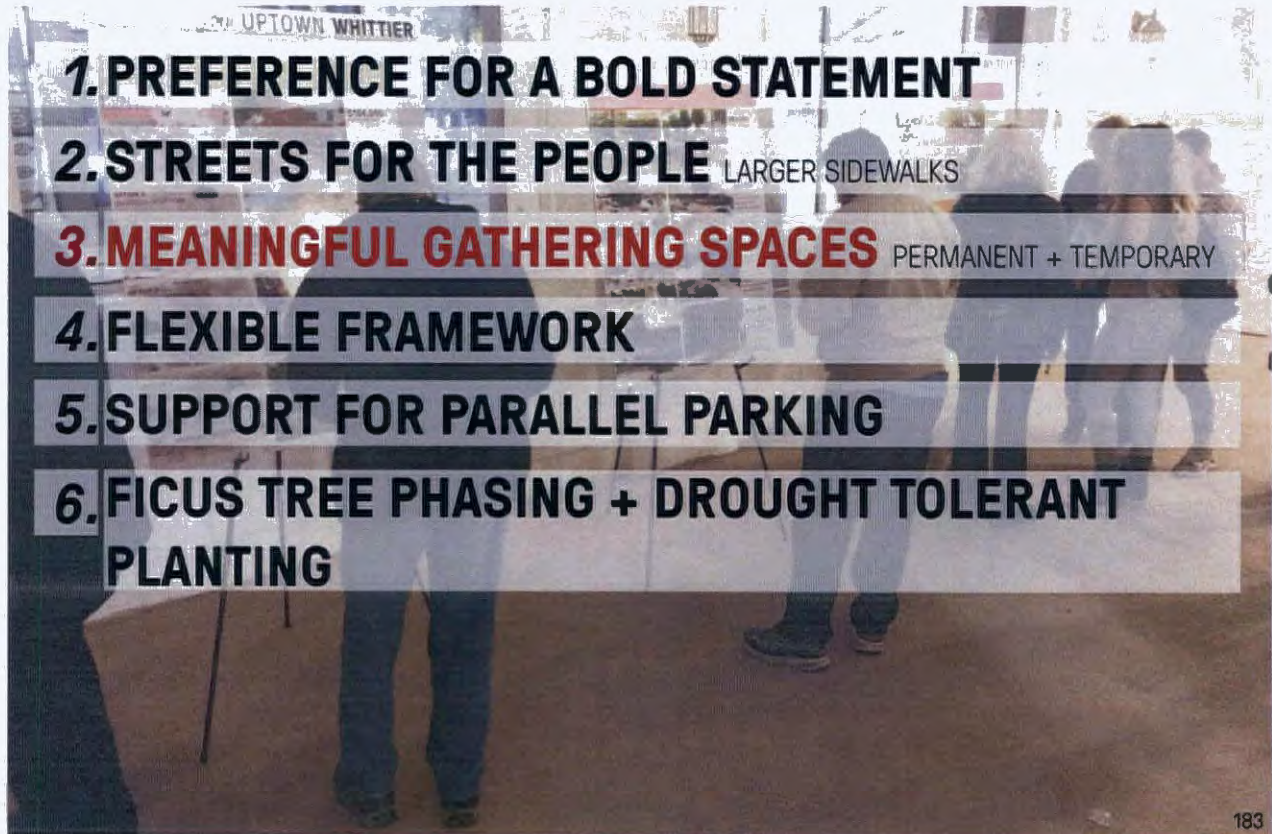 UPTOWN WHITTIER
1. PREFERENCE FOR A BOLD STATEMENT
2. STREETS FOR THE PEOPLE LARGER SIDEWALKS
3. MEANINGFUL GATHERING SPACES PERMANENT + TEMPORARY
4. FLEXIBLE FRAMEWORK
5. SUPPORT FOR PARALLEL PARKING
6. FICUS TREE PHASING + DROUGHT TOLERANT
PLANTING
183